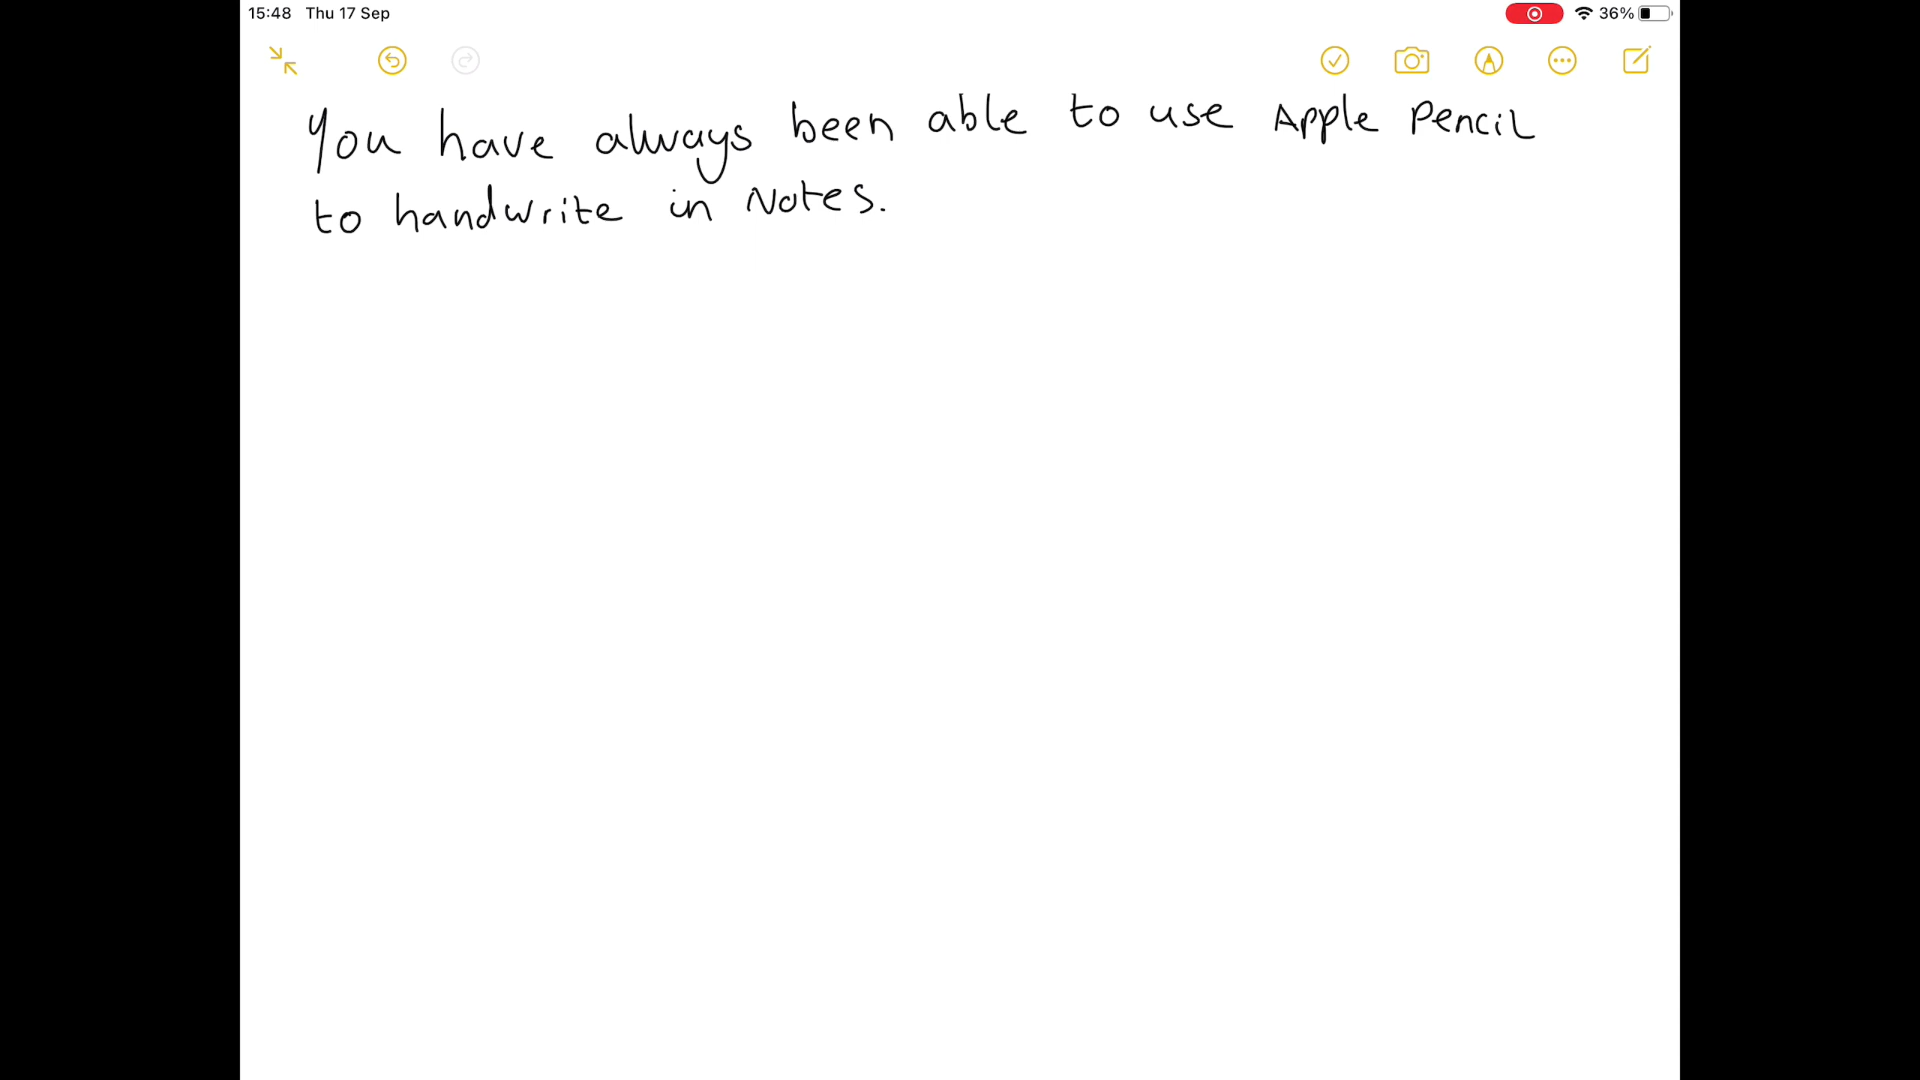 15:48 Thu 17 Sep 36%
You have always been able to use Apple Pencil
to handwrite in Notes.